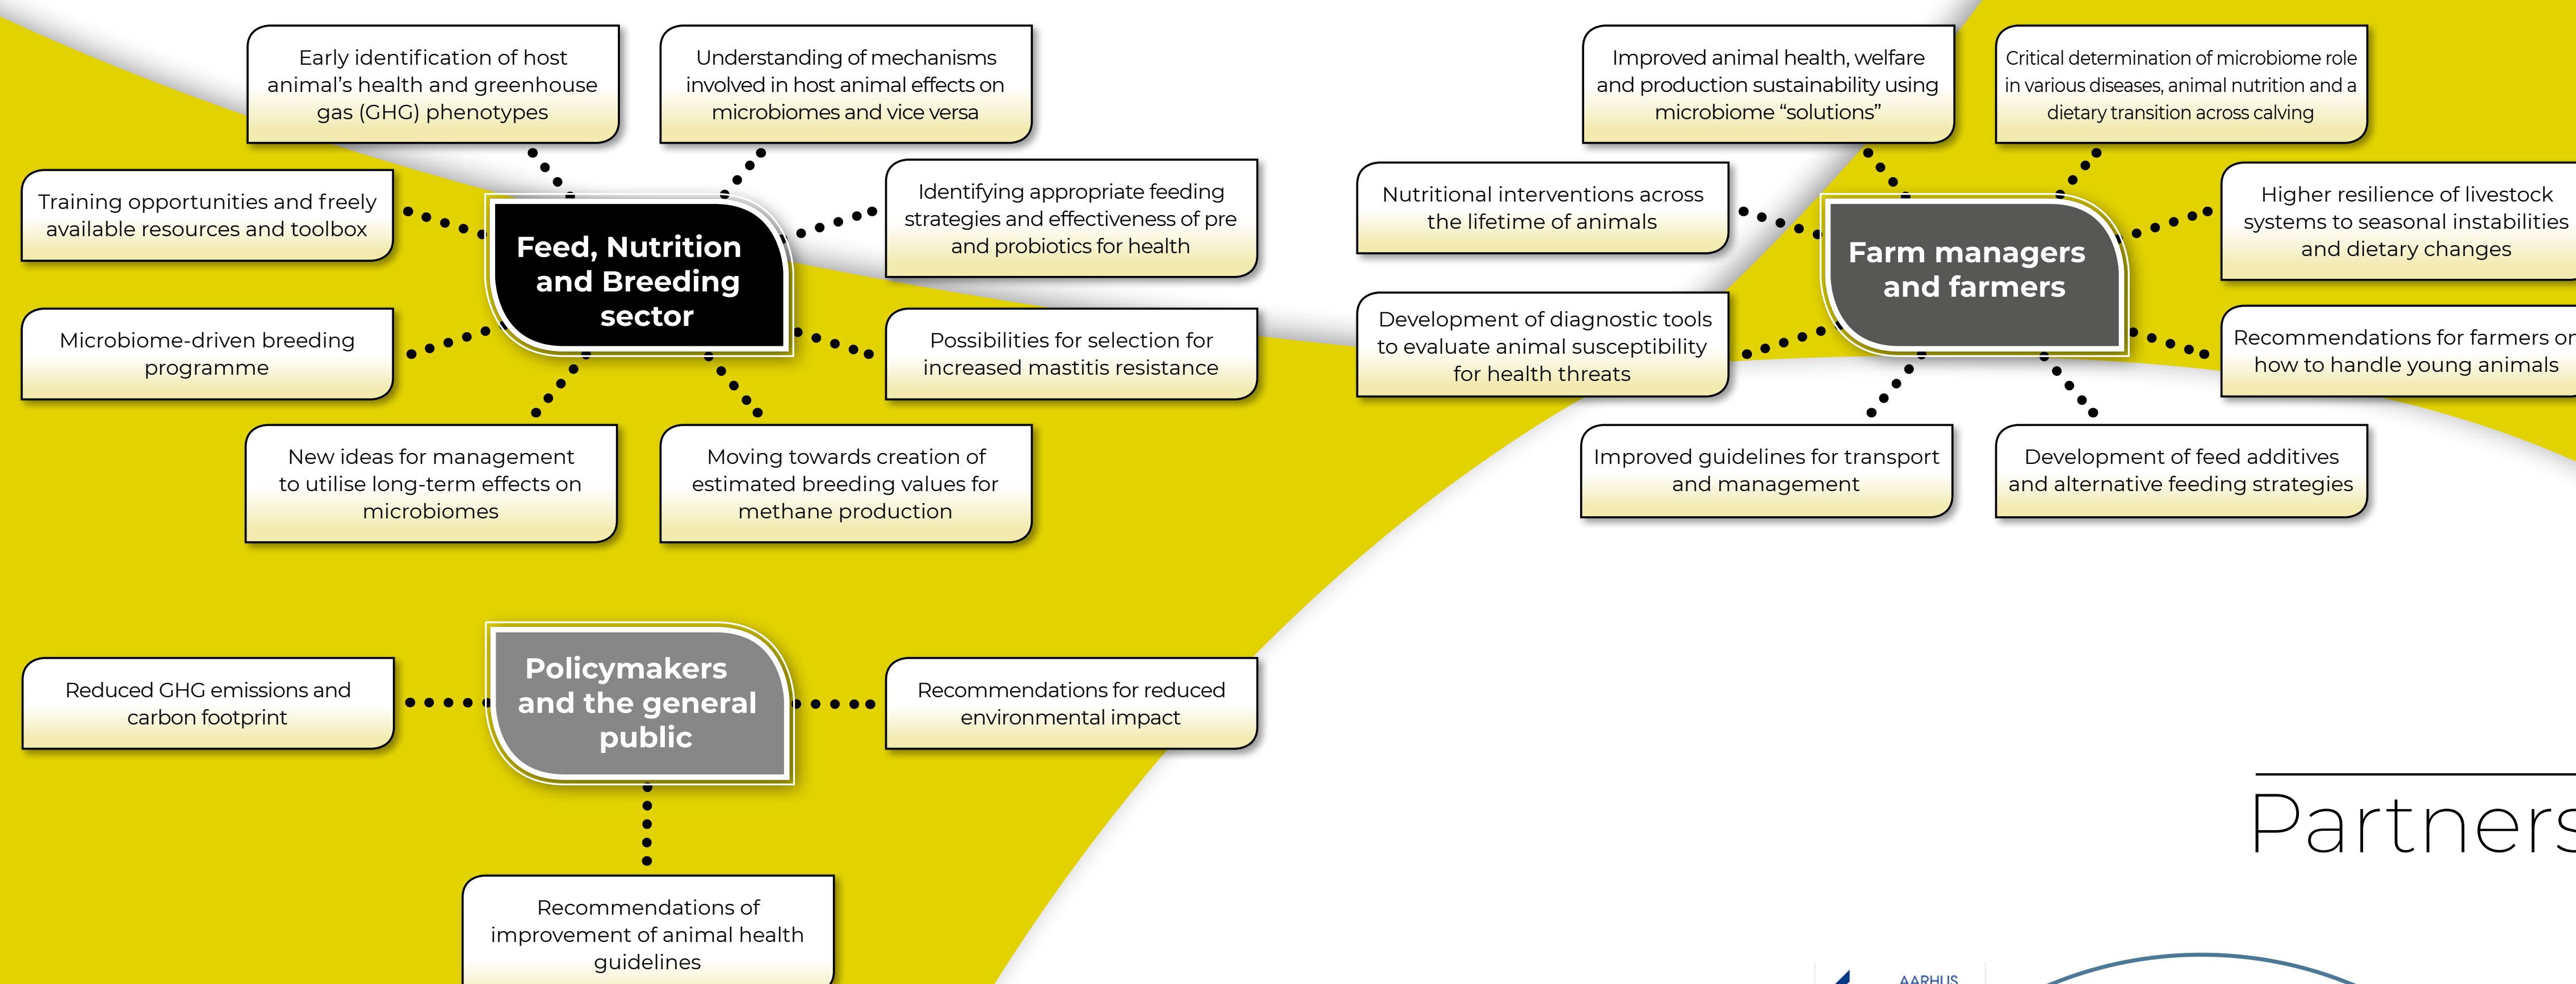 Early identification of host
animal’s health and greenhouse
gas (GHG) phenotypes
Understanding of mechanisms
involved in host animal effects on
microbiomes and vice versa
Training opportunities and freely
available resources and toolbox
Identifying appropriate feeding
strategies and effectiveness of pre
and probiotics for health
Feed, Nutrition
and Breeding
sector
Microbiome-driven breeding
programme
Possibilities for selection for
increased mastitis resistance
New ideas for management
to utilise long-term effects on
microbiomes
Moving towards creation of
estimated breeding values for
methane production
Improved animal health, welfare
and production sustainability using
microbiome “solutions”
Critical determination of microbiome role
in various diseases, animal nutrition and a
dietary transition across calving
Nutritional interventions across
the lifetime of animals
Higher resilience of livestock
systems to seasonal instabilities
and dietary changes
Farm managers
and farmers
Development of diagnostic tools
to evaluate animal susceptibility
for health threats
Recommendations for farmers on
how to handle young animals
Improved guidelines for transport
and management
Development of feed additives
and alternative feeding strategies
Policymakers
and the general
public
Reduced GHG emissions and
carbon footprint
Recommendations for reduced
environmental impact
Recommendations of
improvement of animal health
guidelines
Partners
AARHUS